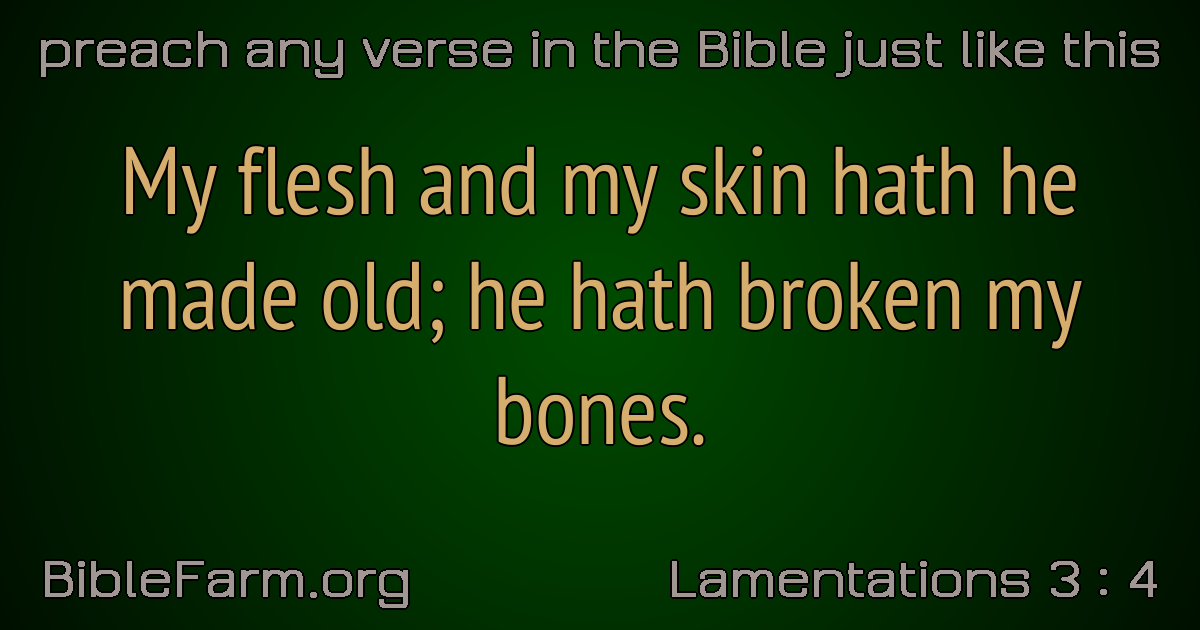 preach any verse in the Bible just like this
My flesh and my skin hath he
made old; he hath broken my
bones.
BibleFarm.org
Lamentations 3 : 4